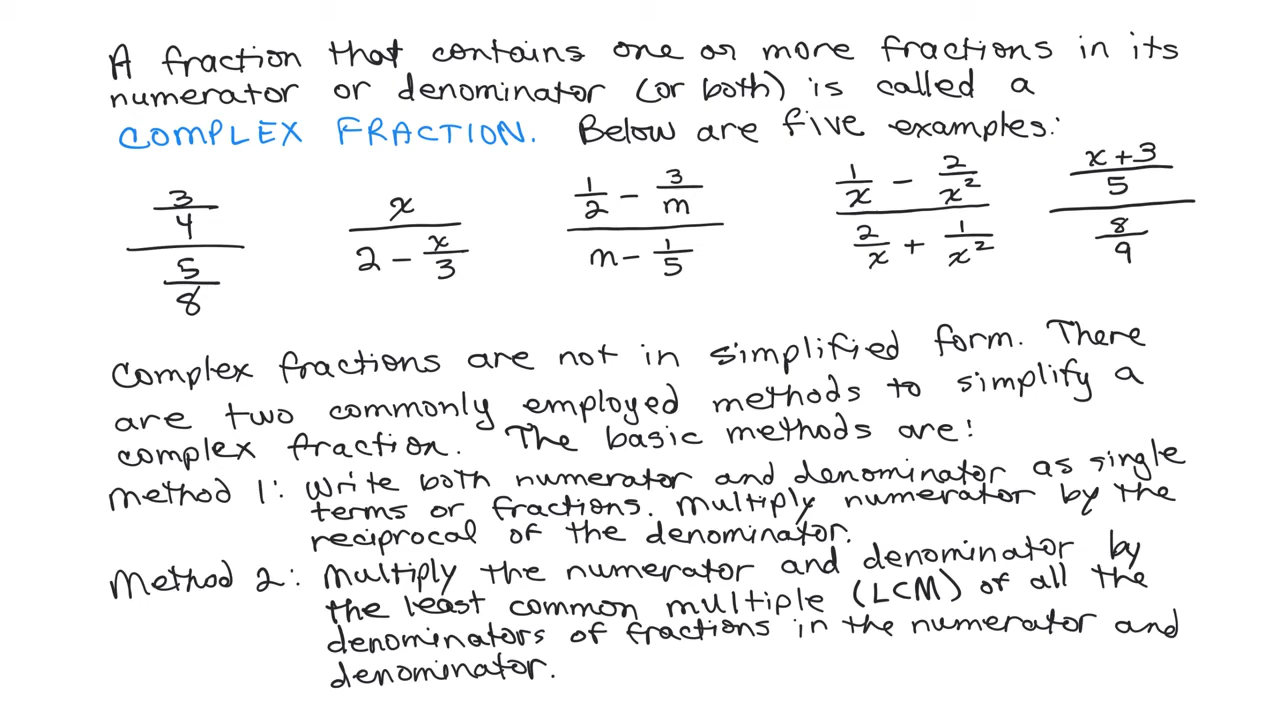 A fraction that contains one or more fractions in its
numerator or denominator (or both) is called a
COMPLEX FRACTION. Below are five examples:
(3/4)/(5/8) x/(2 - x/3) (1/2 - 3/m)/(m - 1/5) (1/x - 2/x²)/(2/x + 1/x²) ((x+3)/5)/(8/9)
Complex fractions are not in simplified form. There
are two commonly employed methods to simplify a
complex fraction. The basic methods are:
Method 1: Write both numerator and denominator as single
terms or fractions. Multiply numerator by the
reciprocal of the denominator.
Method 2: Multiply the numerator and denominator by
the least common multiple (LCM) of all the
denominators of fractions in the numerator and
denominator.